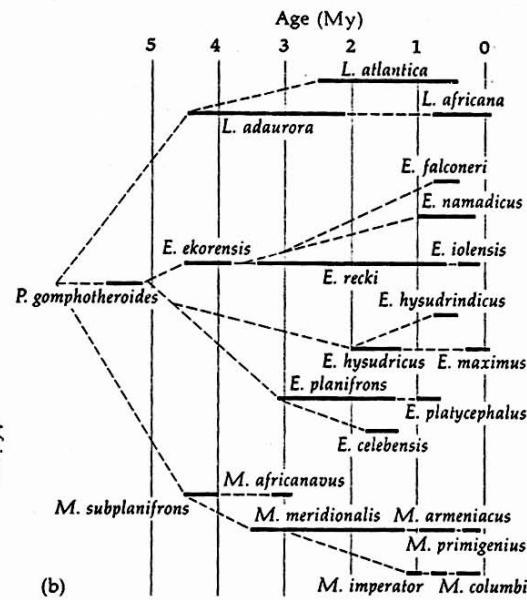 Age (My)
5 4 3 2 1 0
L. atlantica
L. africana
L. adaurora
E. falconeri
E. namadicus
E. ekorensis
E. iolensis
E. recki
P. gomphotheroides
E. hysudrindicus
E. hysudricus
E. maximus
E. planifrons
E. platycephalus
E. celebensis
M. africanavus
M. subplanifrons
M. meridionalis
M. armeniacus
M. primigenius
(b)
M. imperator
M. columbi